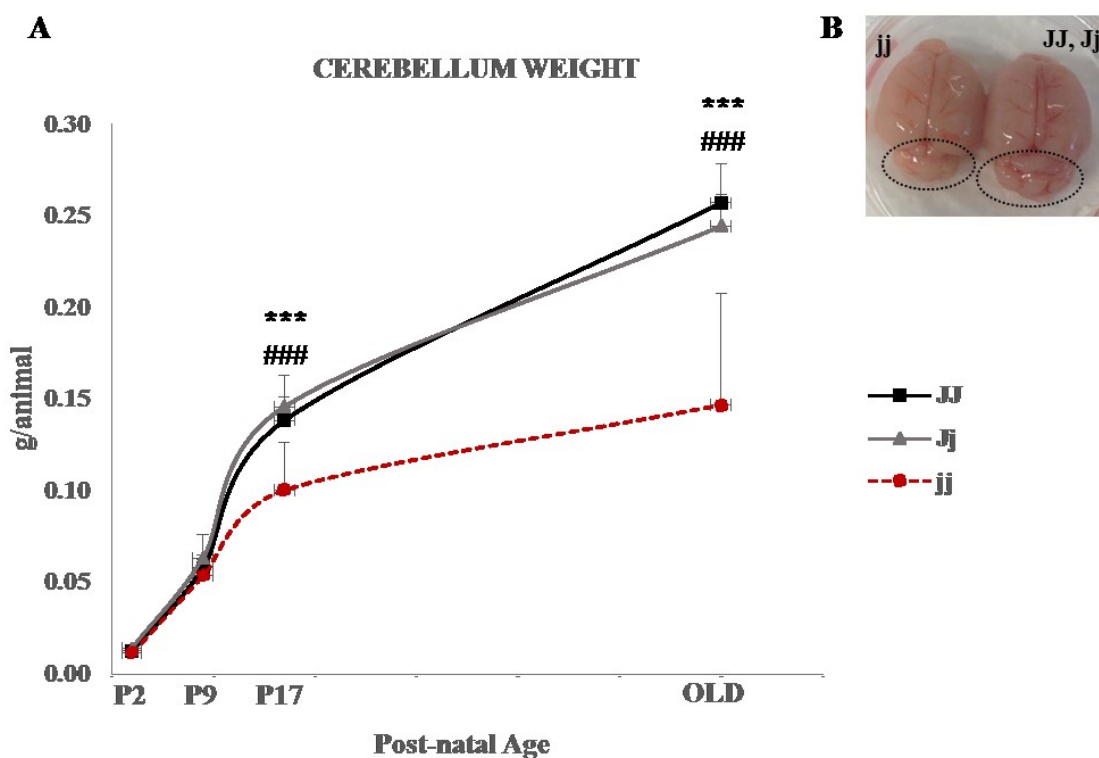 A
B
jj
JJ, Jj
CEREBELLUM WEIGHT
***
###
0.30
0.25
0.20
***
###
0.15
0.10
0.05
0.00
g/animal
P2 P9 P17 OLD
Post-natal Age
JJ
Jj
jj